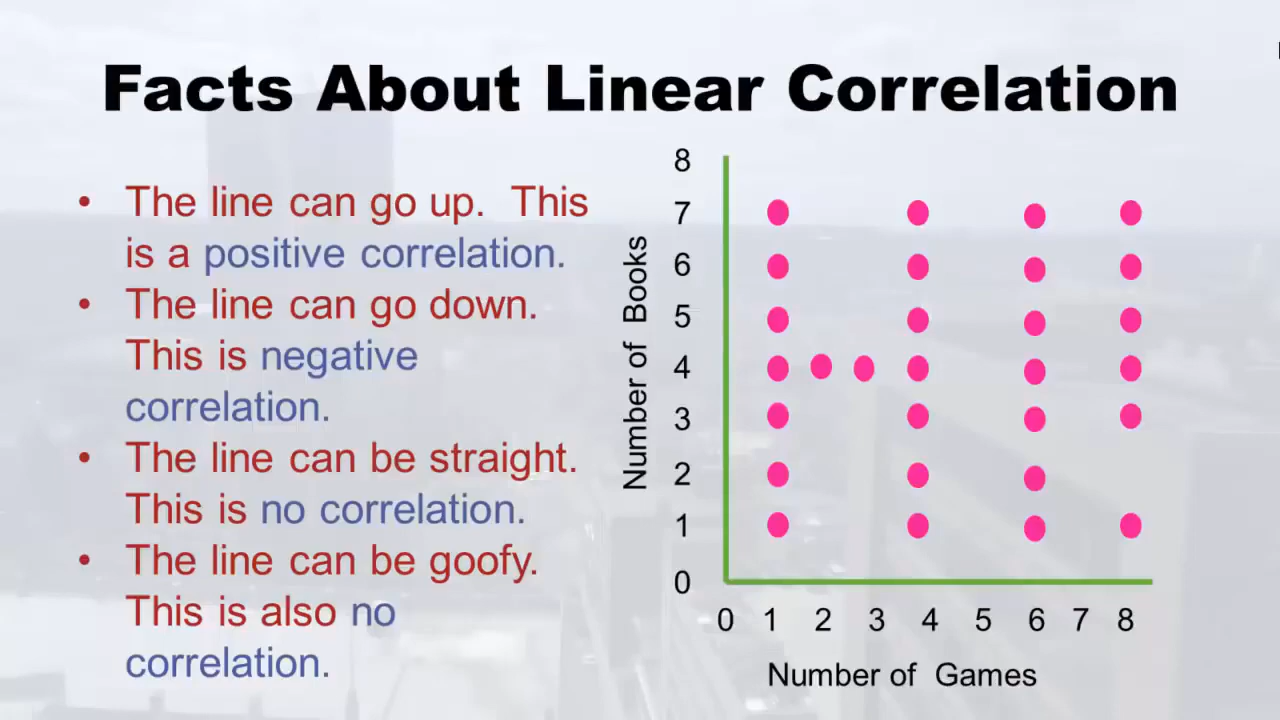 Facts About Linear Correlation
• The line can go up. This
is a positive correlation.
• The line can go down.
This is negative
correlation.
• The line can be straight.
This is no correlation.
• The line can be goofy.
This is also no
correlation.
Number of Books
8
7
6
5
4
3
2
1
0
0 1 2 3 4 5 6 7 8
Number of Games